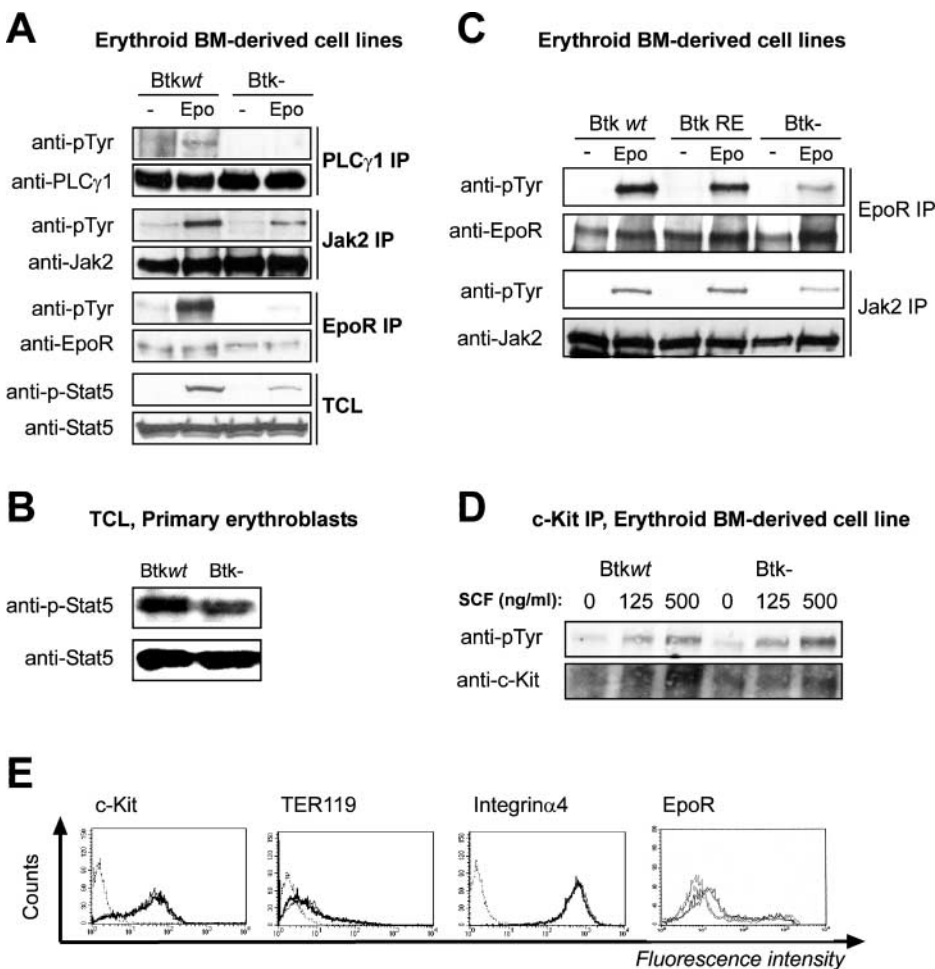 A
Erythroid BM-derived cell lines
Btkwt Btk-
- Epo - Epo
anti-pTyr
anti-PLCγ1
PLCγ1 IP
anti-pTyr
anti-Jak2
Jak2 IP
anti-pTyr
anti-EpoR
EpoR IP
anti-p-Stat5
anti-Stat5
TCL
B
TCL, Primary erythroblasts
Btkwt Btk-
anti-p-Stat5
anti-Stat5
C
Erythroid BM-derived cell lines
Btk wt Btk RE Btk-
- Epo - Epo - Epo
anti-pTyr
anti-EpoR
EpoR IP
anti-pTyr
anti-Jak2
Jak2 IP
D
c-Kit IP, Erythroid BM-derived cell line
Btkwt Btk-
SCF (ng/ml): 0 125 500 0 125 500
anti-pTyr
anti-c-Kit
E
c-Kit TER119 Integrinα4 EpoR
Counts
Fluorescence intensity